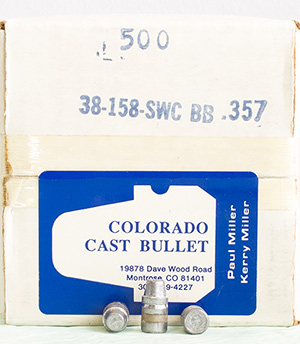 500
38-158-SWC BB .357
COLORADO
CAST BULLET
19878 Dave Wood Road
Montrose, CO 81401
Paul Miller
Kerry Miller